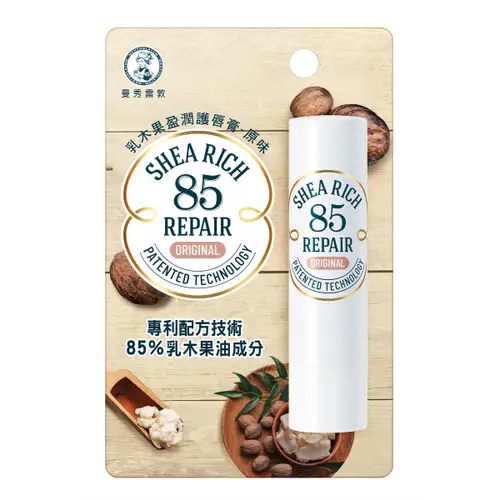 曼秀雷敦
乳木果盈潤護唇膏·原味
SHEA RICH
85
REPAIR
ORIGINAL
PATENTED TECHNOLOGY
專利配方技術
85%乳木果油成分
SHEA RICH
85
REPAIR
ORIGINAL
PATENTED TECHNOLOGY